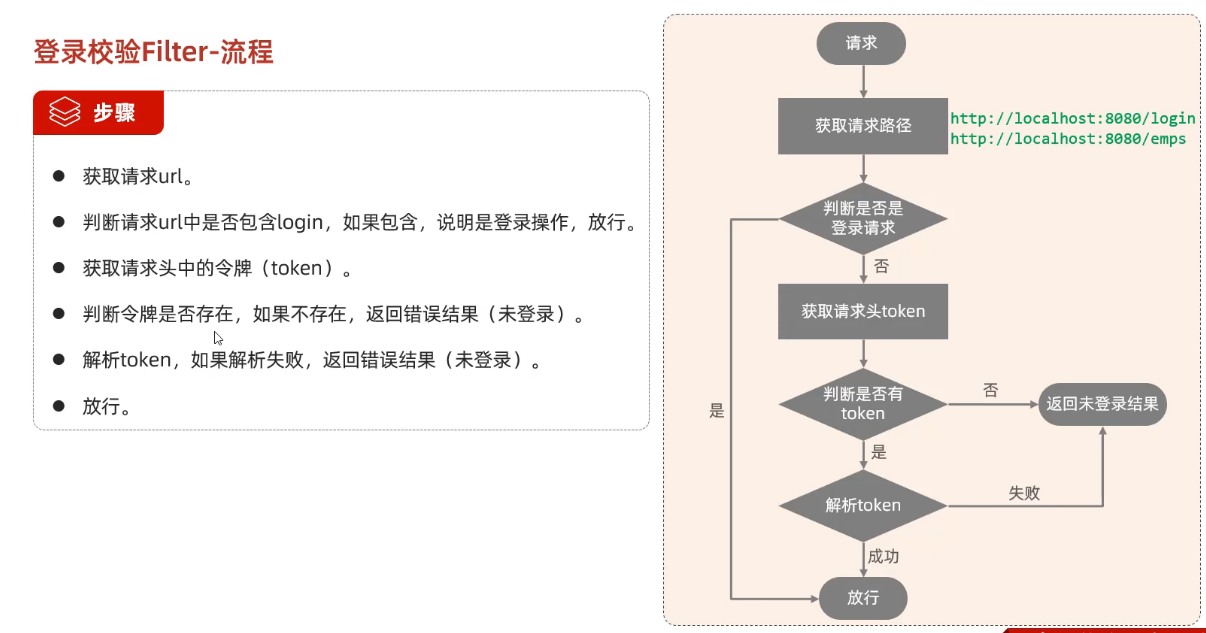 登录校验Filter-流程
步骤
获取请求url。
判断请求url中是否包含login，如果包含，说明是登录操作，放行。
获取请求头中的令牌（token）。
判断令牌是否存在，如果不存在，返回错误结果（未登录）。
解析token，如果解析失败，返回错误结果（未登录）。
放行。
请求
获取请求路径
http://localhost:8080/login
http://localhost:8080/emps
判断是否是
登录请求
否
获取请求头token
判断是否有
token
否
返回未登录结果
是
是
解析token
失败
成功
放行